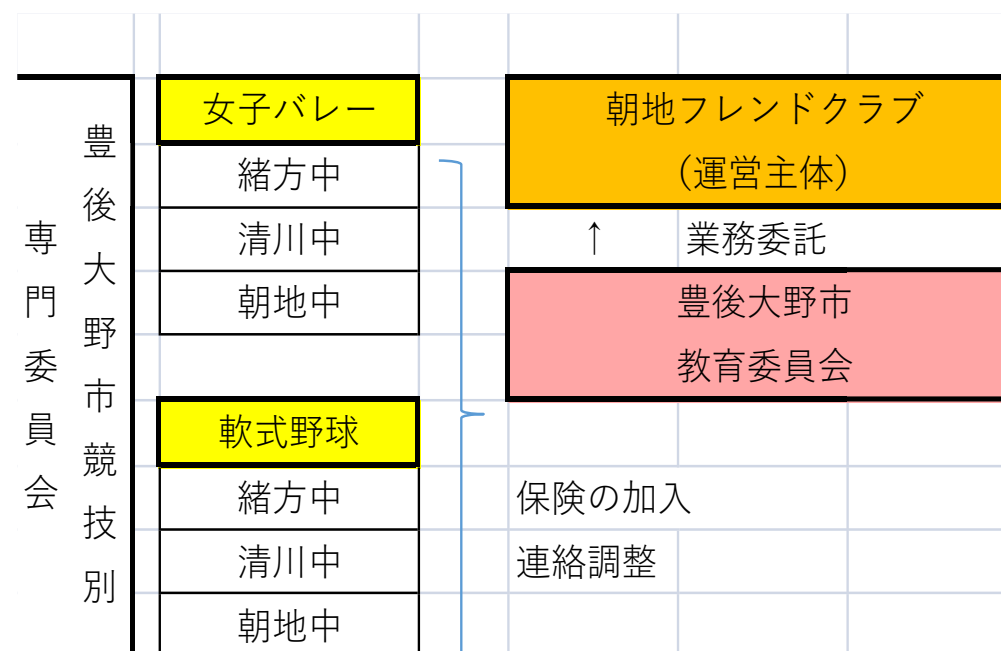 豊後大野市競技別
専門委員会
女子バレー
緒方中
清川中
朝地中
軟式野球
緒方中
清川中
朝地中
朝地フレンドクラブ
(運営主体)
↑ 業務委託
豊後大野市
教育委員会
保険の加入
連絡調整